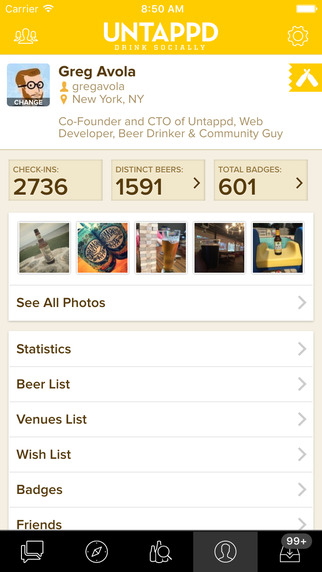 Carrier 8:50 AM
UNTAPPD
DRINK SOCIALLY
Greg Avola
gregavola
New York, NY
CHANGE
Co-Founder and CTO of Untappd, Web
Developer, Beer Drinker & Community Guy
CHECK-INS:
2736
DISTINCT BEERS:
1591
TOTAL BADGES:
601
See All Photos
Statistics
Beer List
Venues List
Wish List
Badges
Friends
99+